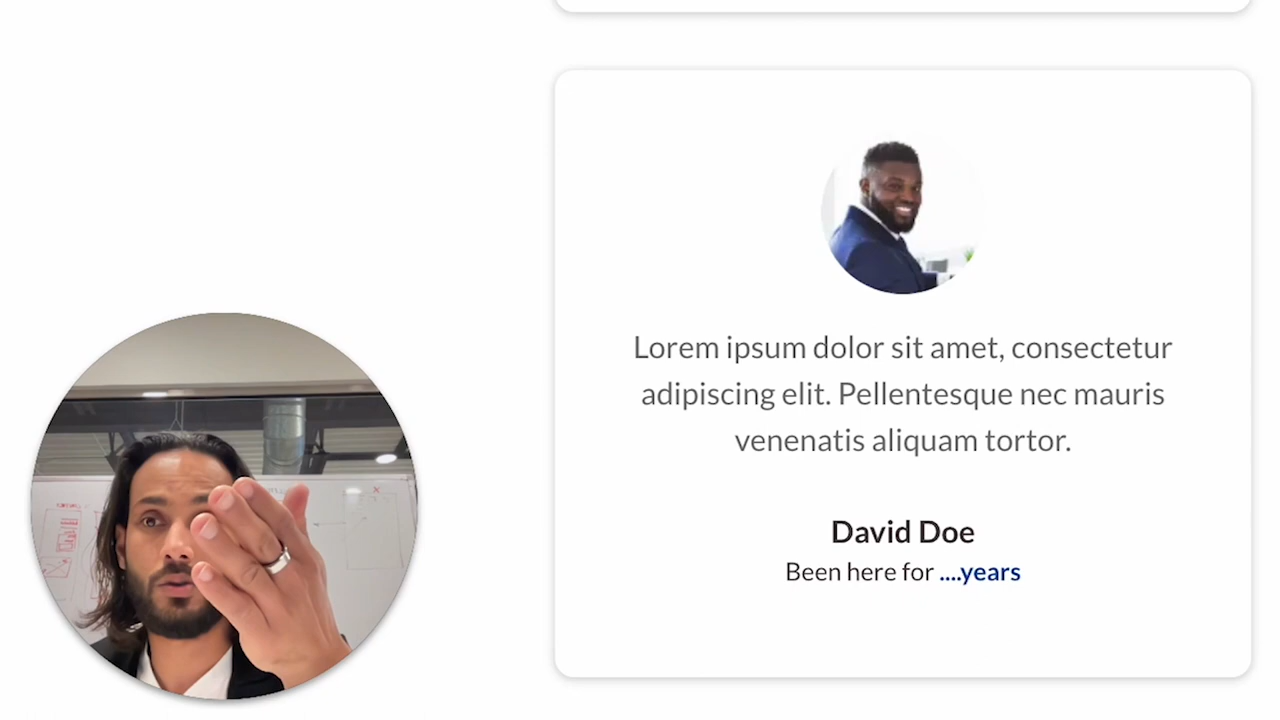 Lorem ipsum dolor sit amet, consectetur
adipiscing elit. Pellentesque nec mauris
venenatis aliquam tortor.
David Doe
Been here for ....years